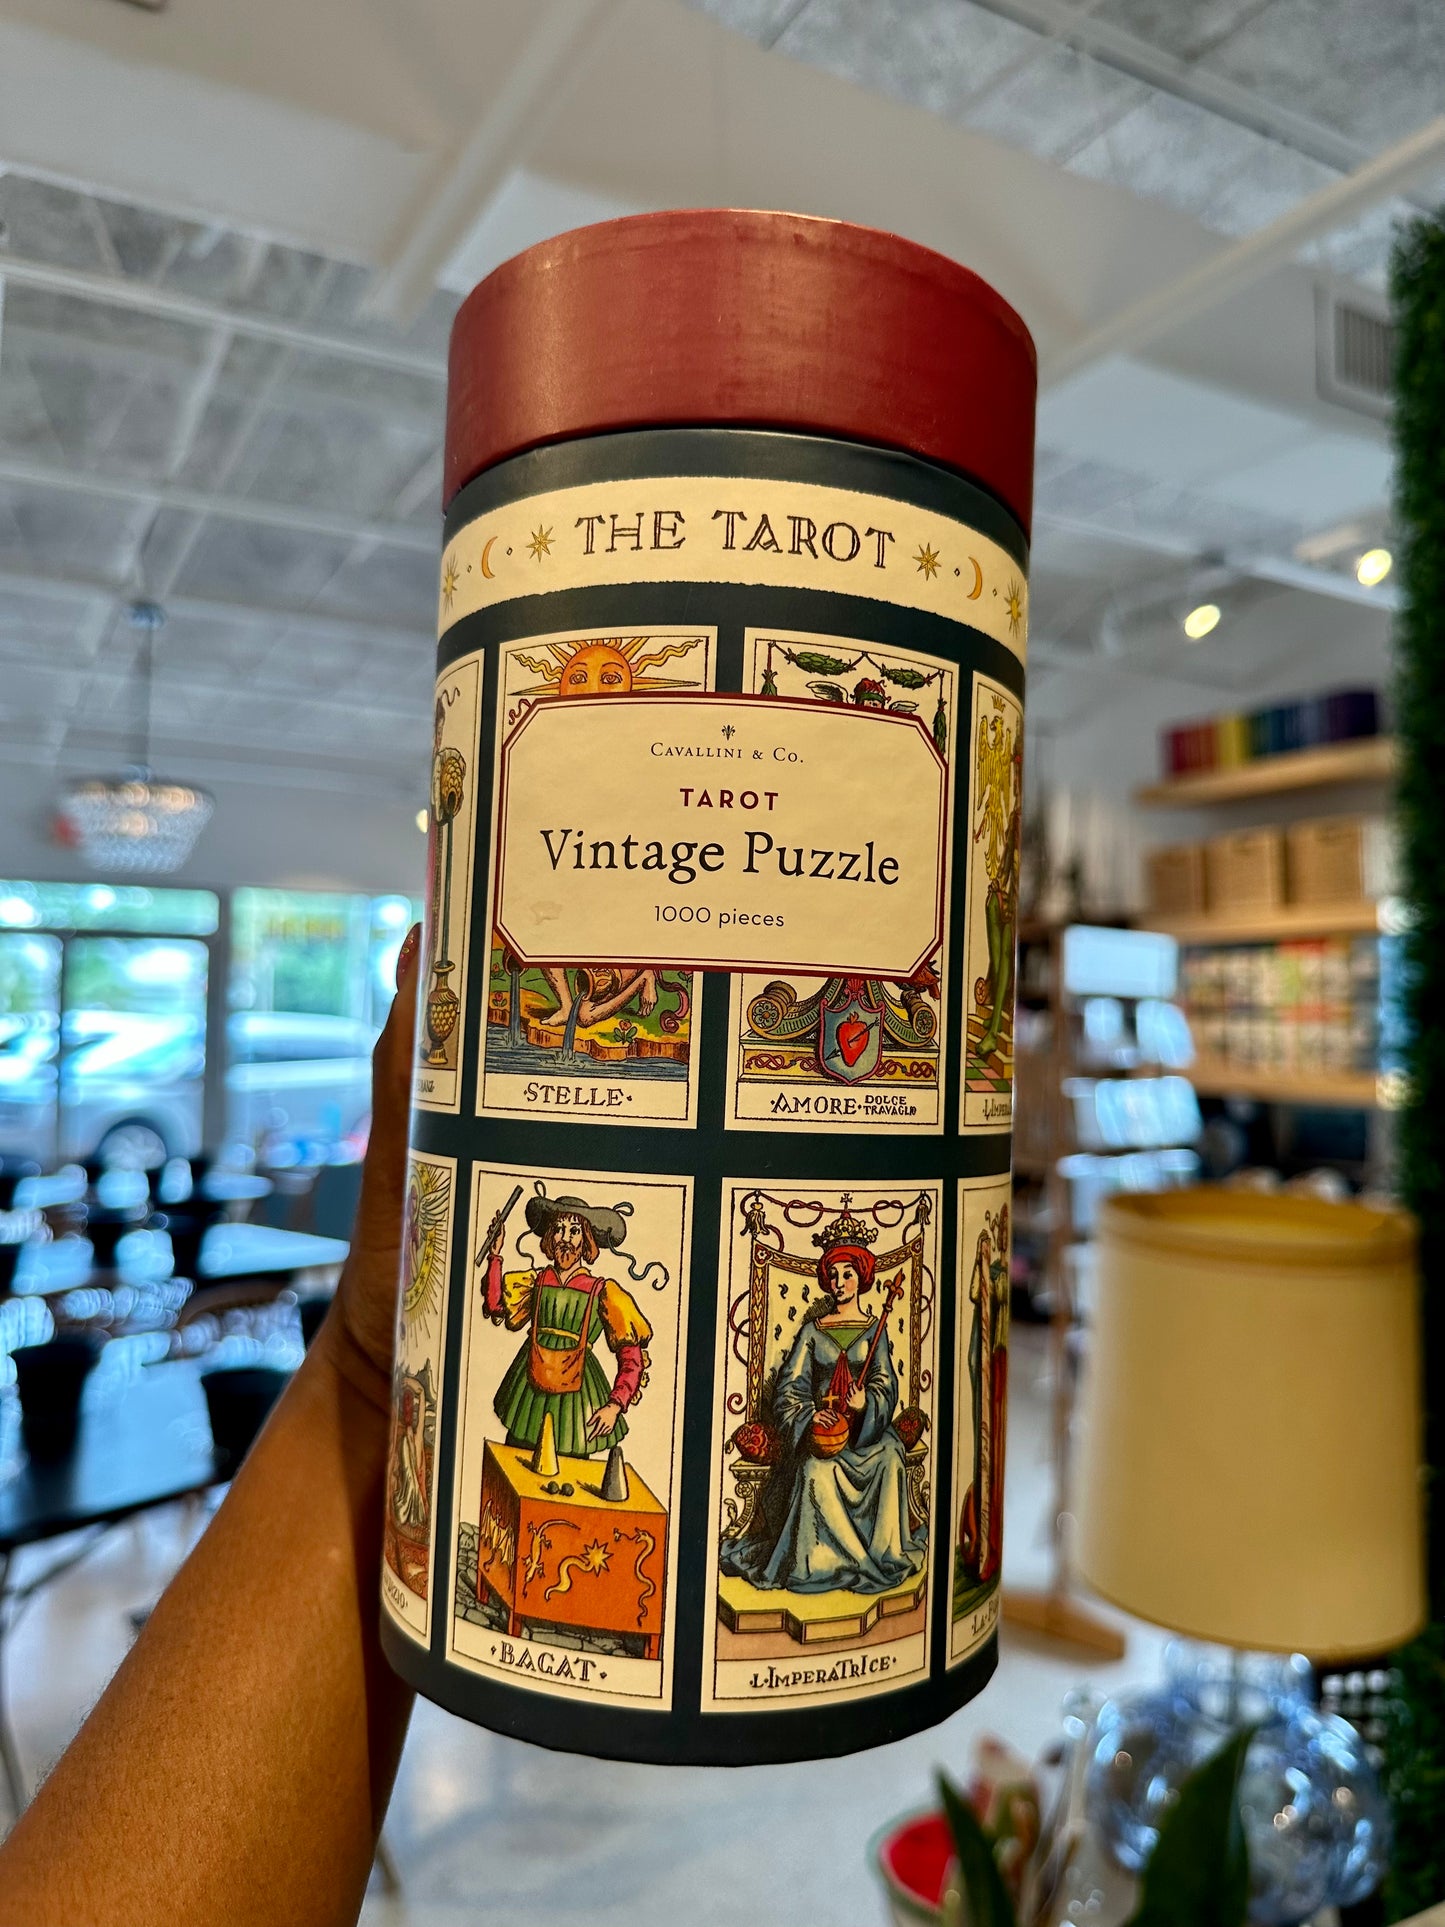 THE TAROT
CAVALLINI & CO.
TAROT
Vintage Puzzle
1000 pieces
·STELLE·
·AMORE· DOLCE
TRAVAGLIO
·BAGAT·
·L·IMPERATRICE·